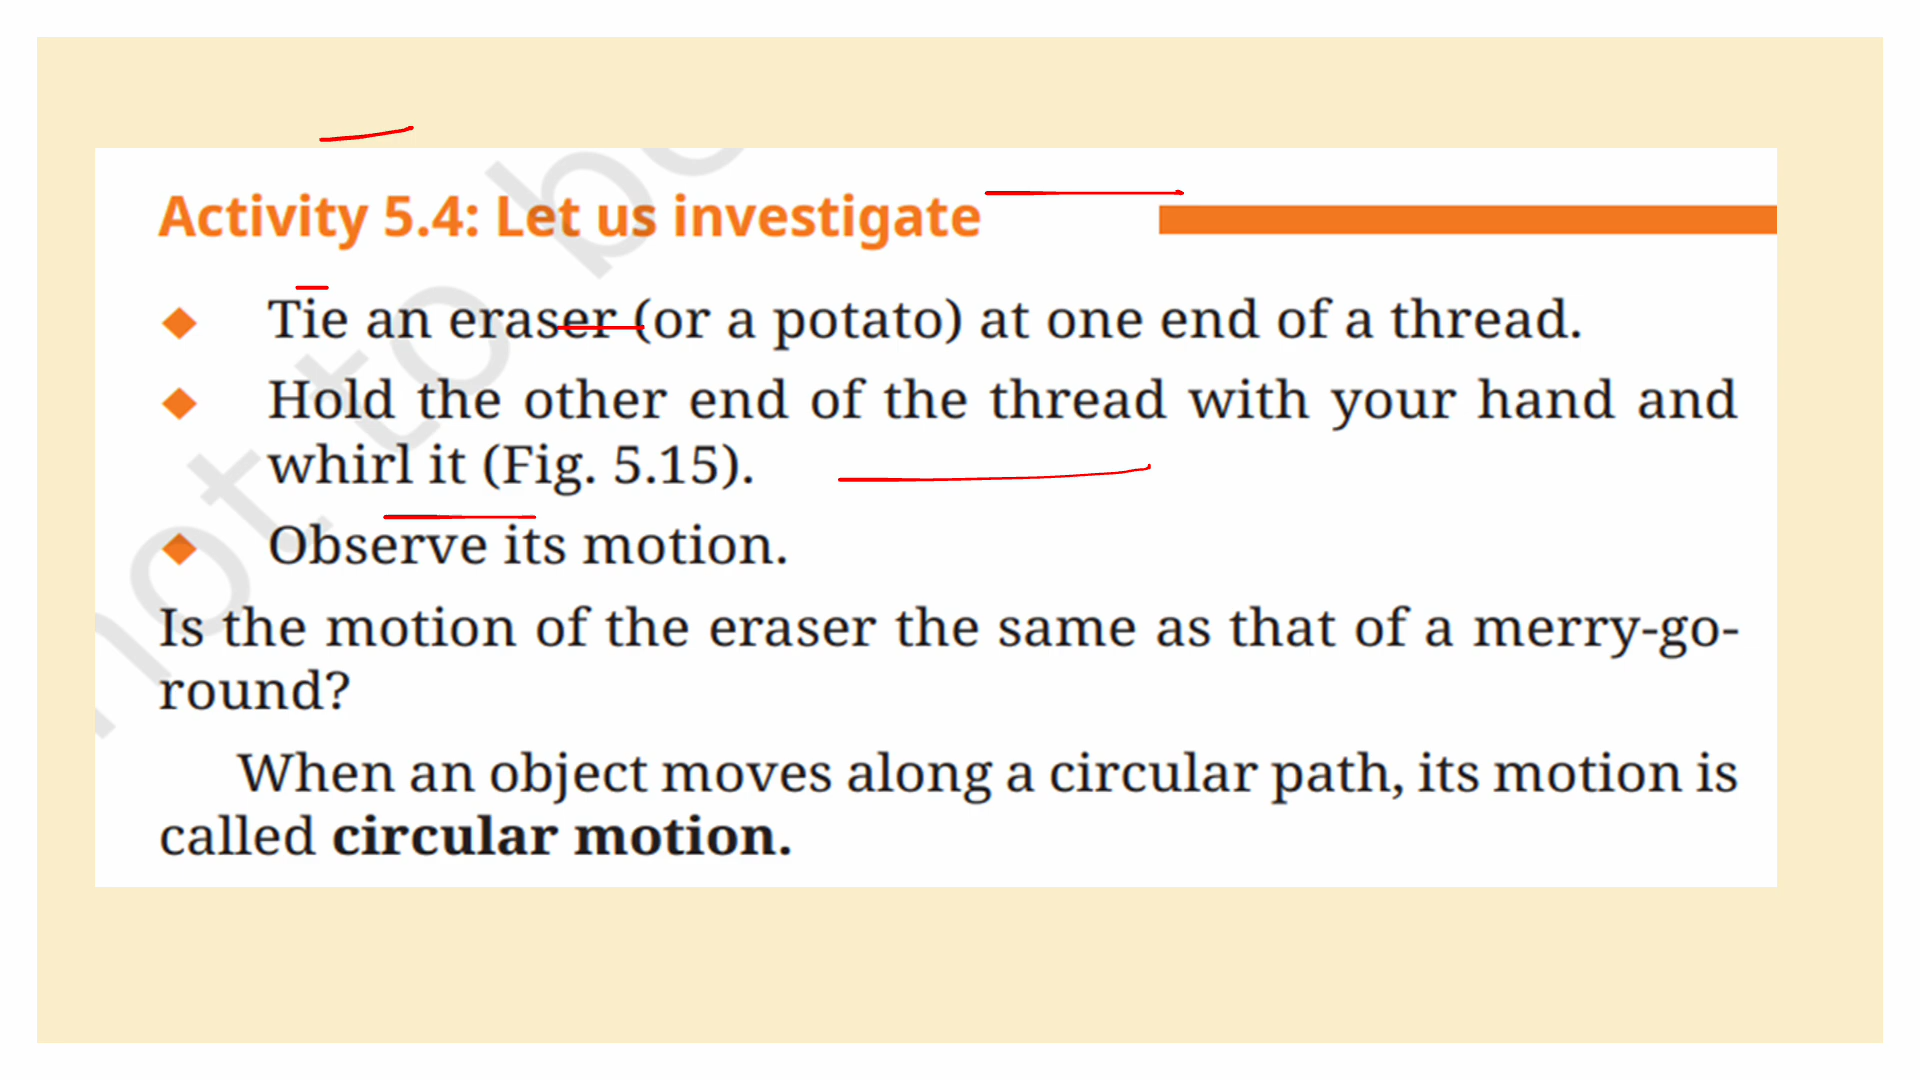 not to be
Activity 5.4: Let us investigate
◆ Tie an eraser (or a potato) at one end of a thread.
◆ Hold the other end of the thread with your hand and
whirl it (Fig. 5.15).
◆ Observe its motion.
Is the motion of the eraser the same as that of a merry-go-
round?
When an object moves along a circular path, its motion is
called circular motion.